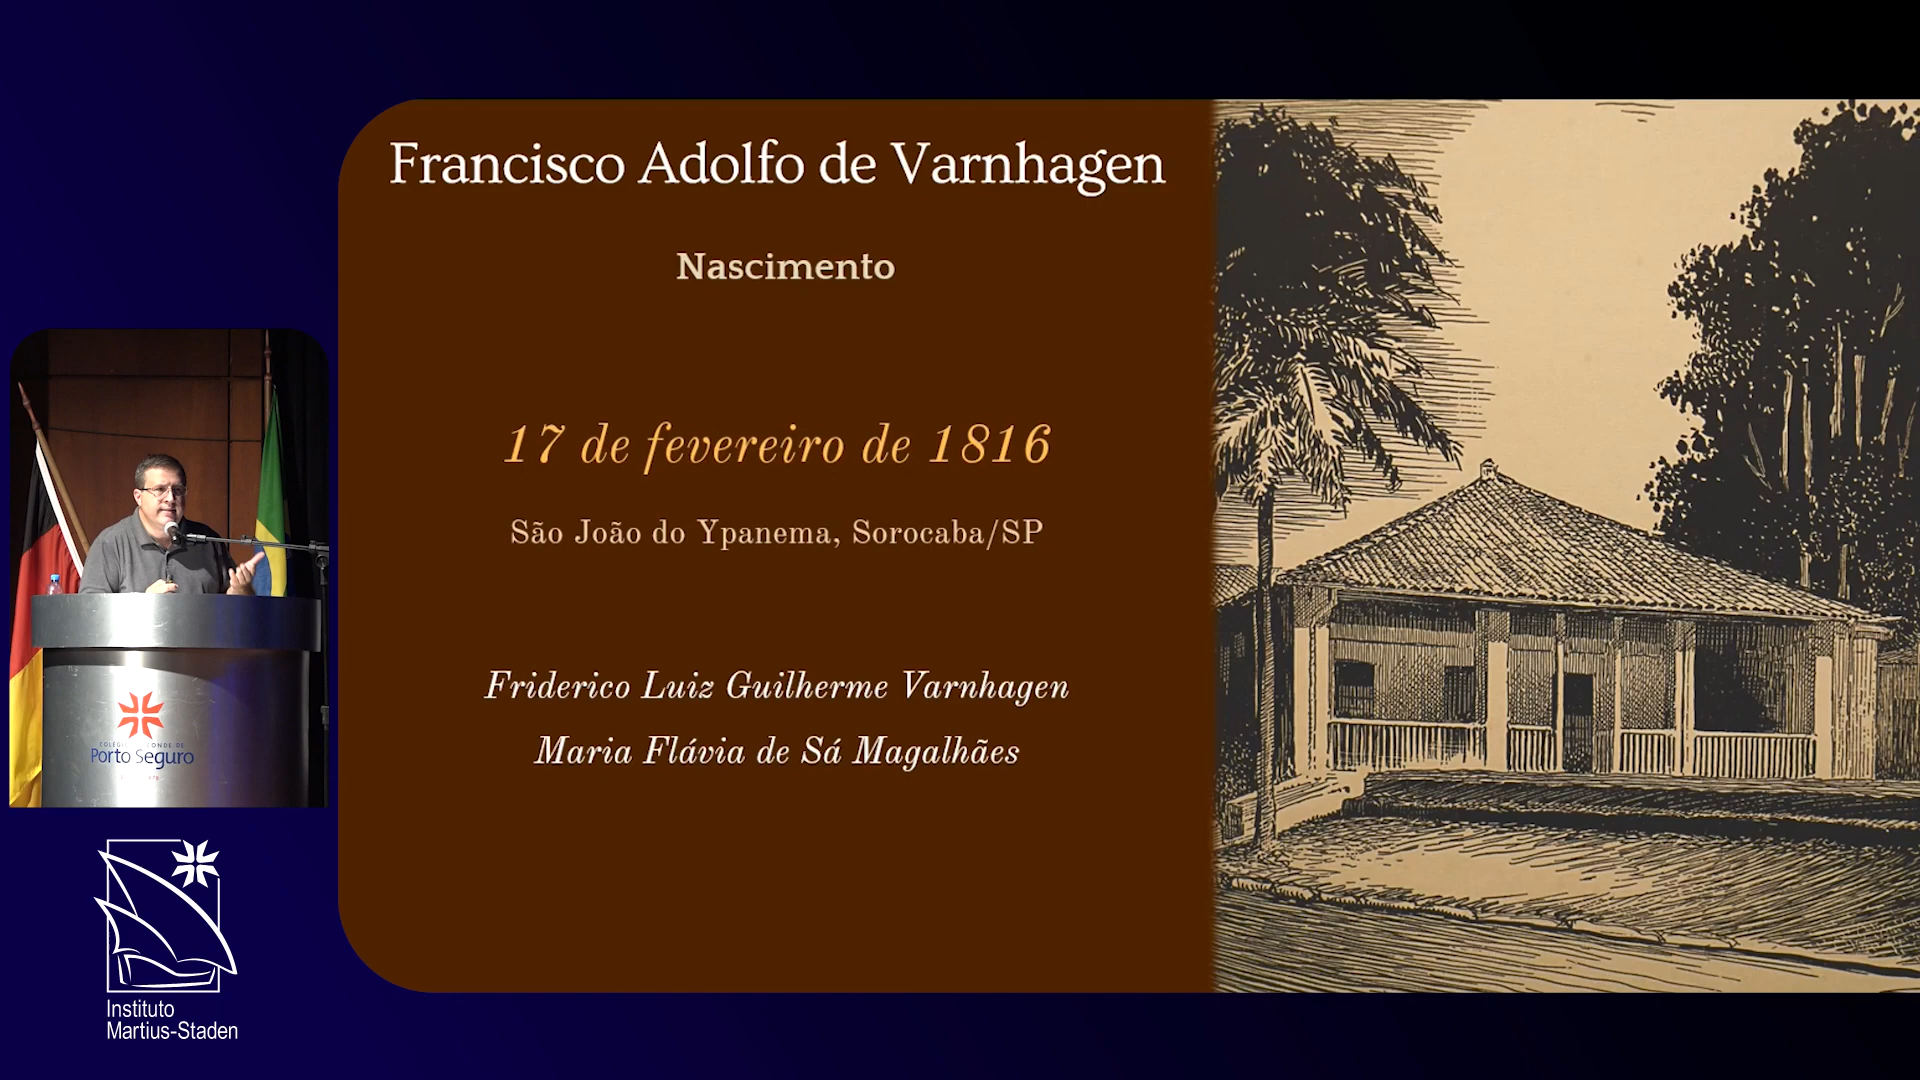 Francisco Adolfo de Varnhagen
Nascimento
17 de fevereiro de 1816
São João do Ypanema, Sorocaba/SP
Friderico Luiz Guilherme Varnhagen
Maria Flávia de Sá Magalhães
Porto Seguro
Instituto
Martius-Staden